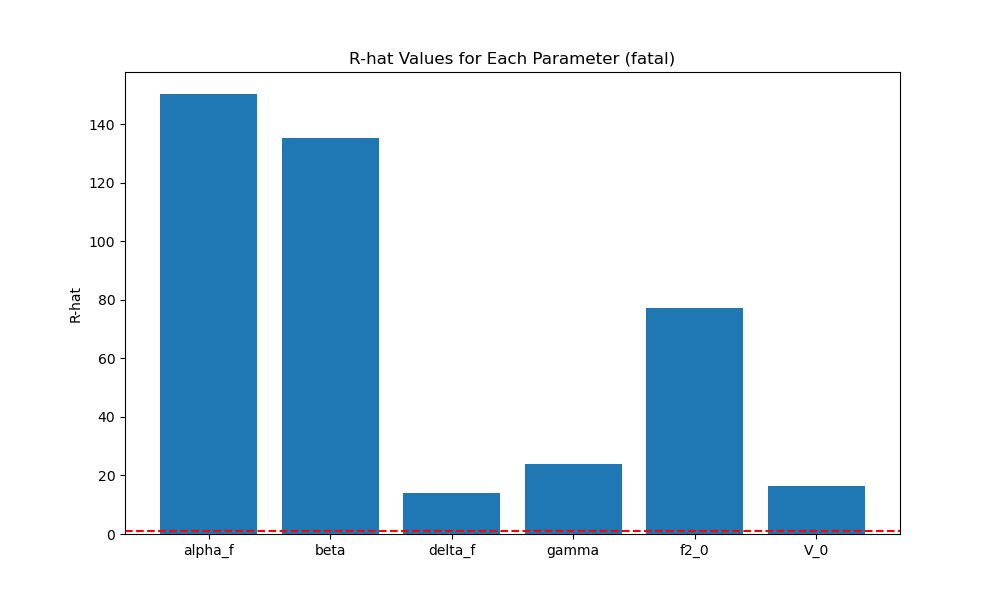 R-hat Values for Each Parameter (fatal)
140
120
100
80
60
40
20
0
R-hat
alpha_f beta delta_f gamma f2_0 V_0